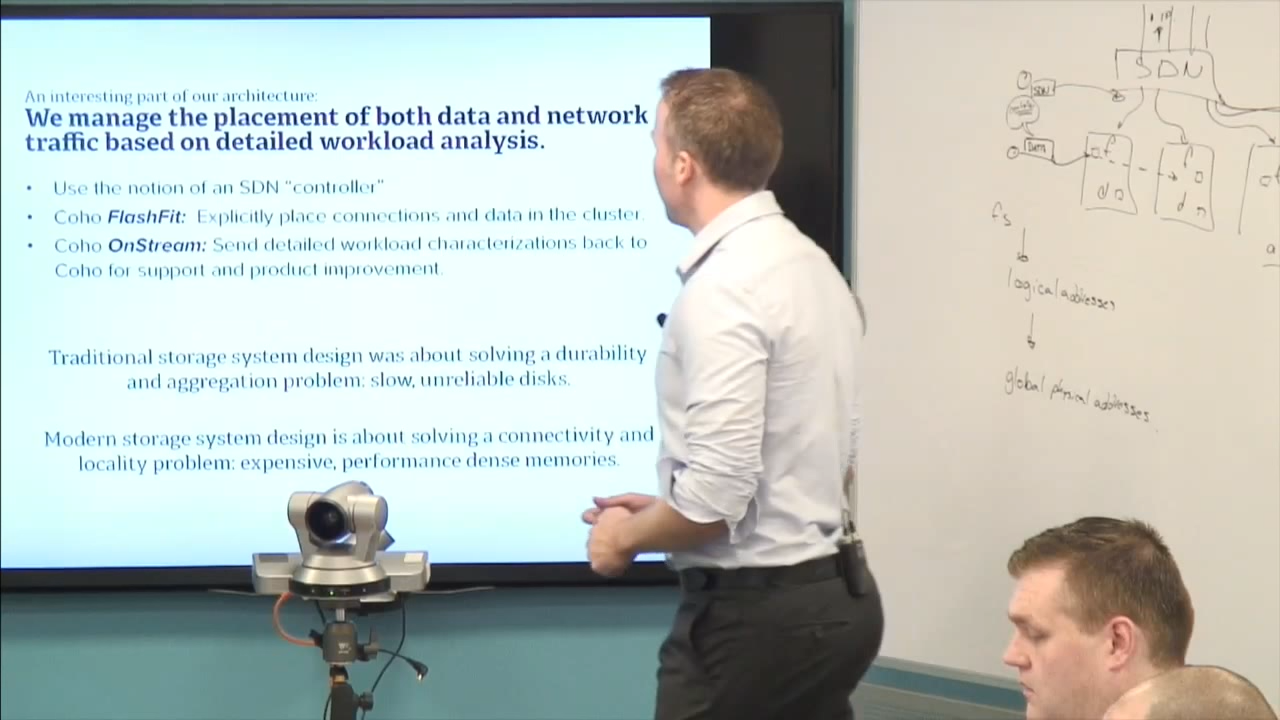 An interesting part of our architecture:
We manage the placement of both data and network
traffic based on detailed workload analysis.
• Use the notion of an SDN "controller"
• Coho FlashFit: Explicitly place connections and data in the cluster.
• Coho OnStream: Send detailed workload characterizations back to
Coho for support and product improvement.
Traditional storage system design was about solving a durability
and aggregation problem: slow, unreliable disks.
Modern storage system design is about solving a connectivity and
locality problem: expensive, performance dense memories.
SDN
SDN
DATA
fs
logical addresses
global physical addresses